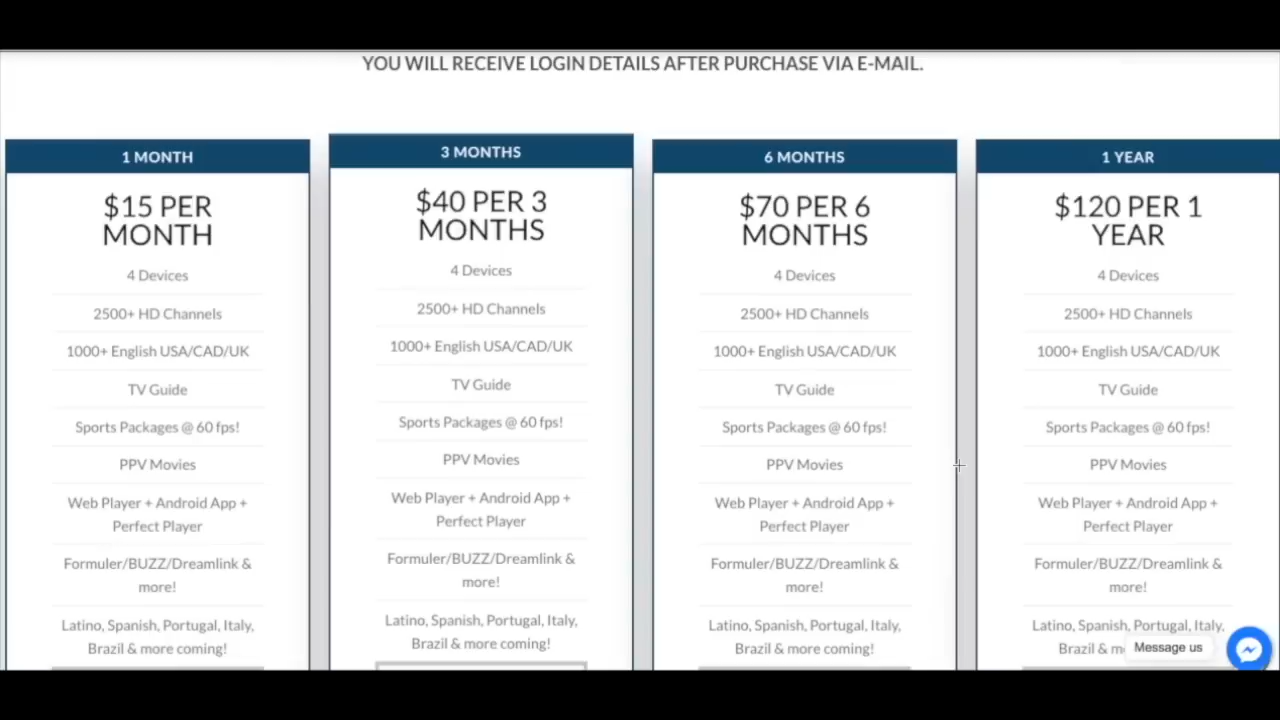 YOU WILL RECEIVE LOGIN DETAILS AFTER PURCHASE VIA E-MAIL.
1 MONTH
$15 PER
MONTH
4 Devices
2500+ HD Channels
1000+ English USA/CAD/UK
TV Guide
Sports Packages @ 60 fps!
PPV Movies
Web Player + Android App +
Perfect Player
Formuler/BUZZ/Dreamlink &
more!
Latino, Spanish, Portugal, Italy,
Brazil & more coming!
3 MONTHS
$40 PER 3
MONTHS
4 Devices
2500+ HD Channels
1000+ English USA/CAD/UK
TV Guide
Sports Packages @ 60 fps!
PPV Movies
Web Player + Android App +
Perfect Player
Formuler/BUZZ/Dreamlink &
more!
Latino, Spanish, Portugal, Italy,
Brazil & more coming!
6 MONTHS
$70 PER 6
MONTHS
4 Devices
2500+ HD Channels
1000+ English USA/CAD/UK
TV Guide
Sports Packages @ 60 fps!
PPV Movies
Web Player + Android App +
Perfect Player
Formuler/BUZZ/Dreamlink &
more!
Latino, Spanish, Portugal, Italy,
Brazil & more coming!
1 YEAR
$120 PER 1
YEAR
4 Devices
2500+ HD Channels
1000+ English USA/CAD/UK
TV Guide
Sports Packages @ 60 fps!
PPV Movies
Web Player + Android App +
Perfect Player
Formuler/BUZZ/Dreamlink &
more!
Latino, Spanish, Portugal, Italy,
Brazil &
Message us